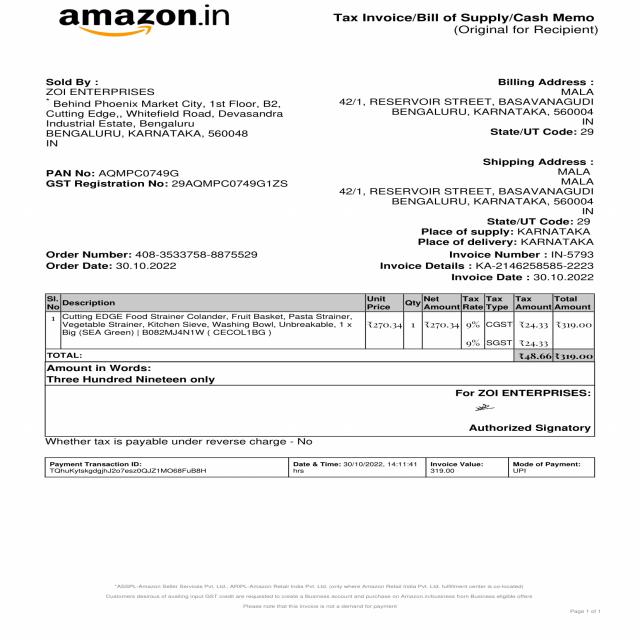 amazon.in
Tax Invoice/Bill of Supply/Cash Memo
(Original for Recipient)
Sold By :
ZOI ENTERPRISES
* Behind Phoenix Market City, 1st Floor, B2,
Cutting Edge,, Whitefield Road, Devasandra
Industrial Estate, Bengaluru
BENGALURU, KARNATAKA, 560048
IN
Billing Address :
MALA
42/1, RESERVOIR STREET, BASAVANAGUDI
BENGALURU, KARNATAKA, 560004
IN
State/UT Code: 29
PAN No: AQMPC0749G
GST Registration No: 29AQMPC0749G1ZS
Shipping Address :
MALA
MALA
42/1, RESERVOIR STREET, BASAVANAGUDI
BENGALURU, KARNATAKA, 560004
IN
State/UT Code: 29
Place of supply: KARNATAKA
Place of delivery: KARNATAKA
Order Number: 408-3533758-8875529
Order Date: 30.10.2022
Invoice Number : IN-5793
Invoice Details : KA-2146258585-2223
Invoice Date : 30.10.2022
Sl. No Description Unit Price Qty Net Amount Tax Rate Tax Type Tax Amount Total Amount
1 Cutting EDGE Food Strainer Colander, Fruit Basket, Pasta Strainer,
Vegetable Strainer, Kitchen Sieve, Washing Bowl, Unbreakable, 1 x ₹270.34 1 ₹270.34 9% CGST ₹24.33 ₹319.00
Big (SEA Green) | B082MJ4N1W ( CECOL1BG )
9% SGST ₹24.33
TOTAL: ₹48.66 ₹319.00
Amount in Words:
Three Hundred Nineteen only
For ZOI ENTERPRISES:
Authorized Signatory
Whether tax is payable under reverse charge - No
Payment Transaction ID: Date & Time: 30/10/2022, 14:11:41 Invoice Value: Mode of Payment:
hrs 319.00 UPI
*ASSPL-Amazon Seller Services Pvt. Ltd., ARIPL-Amazon Retail India Pvt. Ltd. (only where Amazon Retail India Pvt. Ltd. fulfillment center is co-located)
Customers desirous of availing input GST credit are requested to create a Business account and purchase on Amazon.in/business from Business eligible offers
Please note that this invoice is not a demand for payment
Page 1 of 1